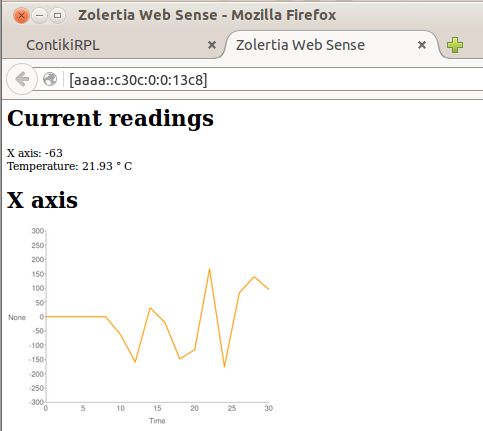 Zolertia Web Sense - Mozilla Firefox
ContikiRPL
Zolertia Web Sense
[aaaa::c30c:0:0:13c8]
Current readings
X axis: -63
Temperature: 21.93 ° C
X axis
300
250
200
150
100
50
None 0
-50
-100
-150
-200
-250
-300
0 5 10 15 20 25 30
Time